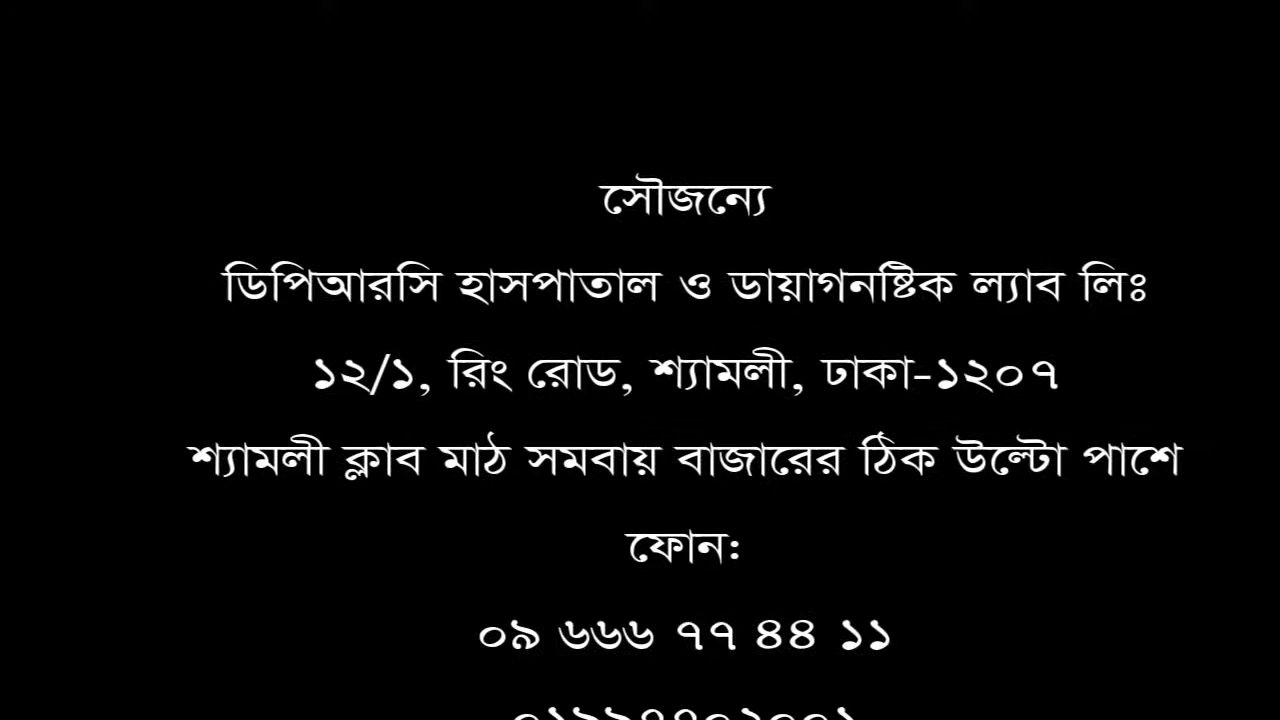 সৌজন্যে
ডিপিআরসি হাসপাতাল ও ডায়াগনষ্টিক ল্যাব লিঃ
১২/১, রিং রোড, শ্যামলী, ঢাকা-১২০৭
শ্যামলী ক্লাব মাঠ সমবায় বাজারের ঠিক উল্টো পাশে
ফোন:
০৯ ৬৬৬ ৭৭ ৪৪ ১১